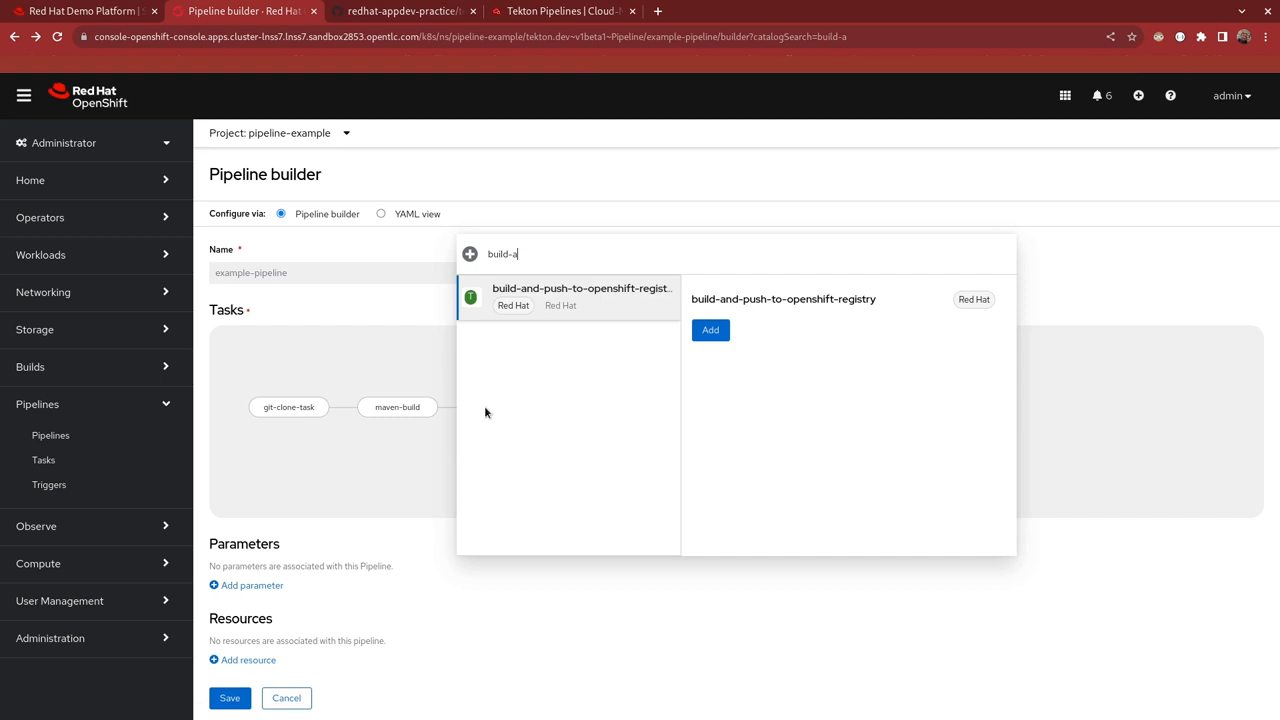 Red Hat Demo Platform | S
Pipeline builder · Red Hat
redhat-appdev-practice/t
Tekton Pipelines | Cloud-N
console-openshift-console.apps.cluster-lnss7.lnss7.sandbox2853.opentlc.com/k8s/ns/pipeline-example/tekton.dev~v1beta1~Pipeline/example-pipeline/builder?catalogSearch=build-a
Red Hat
OpenShift
6
admin
Administrator
Home
Operators
Workloads
Networking
Storage
Builds
Pipelines
Pipelines
Tasks
Triggers
Observe
Compute
User Management
Administration
Project: pipeline-example
Pipeline builder
Configure via:
Pipeline builder
YAML view
Name *
example-pipeline
Tasks *
git-clone-task
maven-build
build-a
build-and-push-to-openshift-regist...
Red Hat
Red Hat
build-and-push-to-openshift-registry
Red Hat
Add
Parameters
No parameters are associated with this Pipeline.
Add parameter
Resources
No resources are associated with this pipeline.
Add resource
Save
Cancel